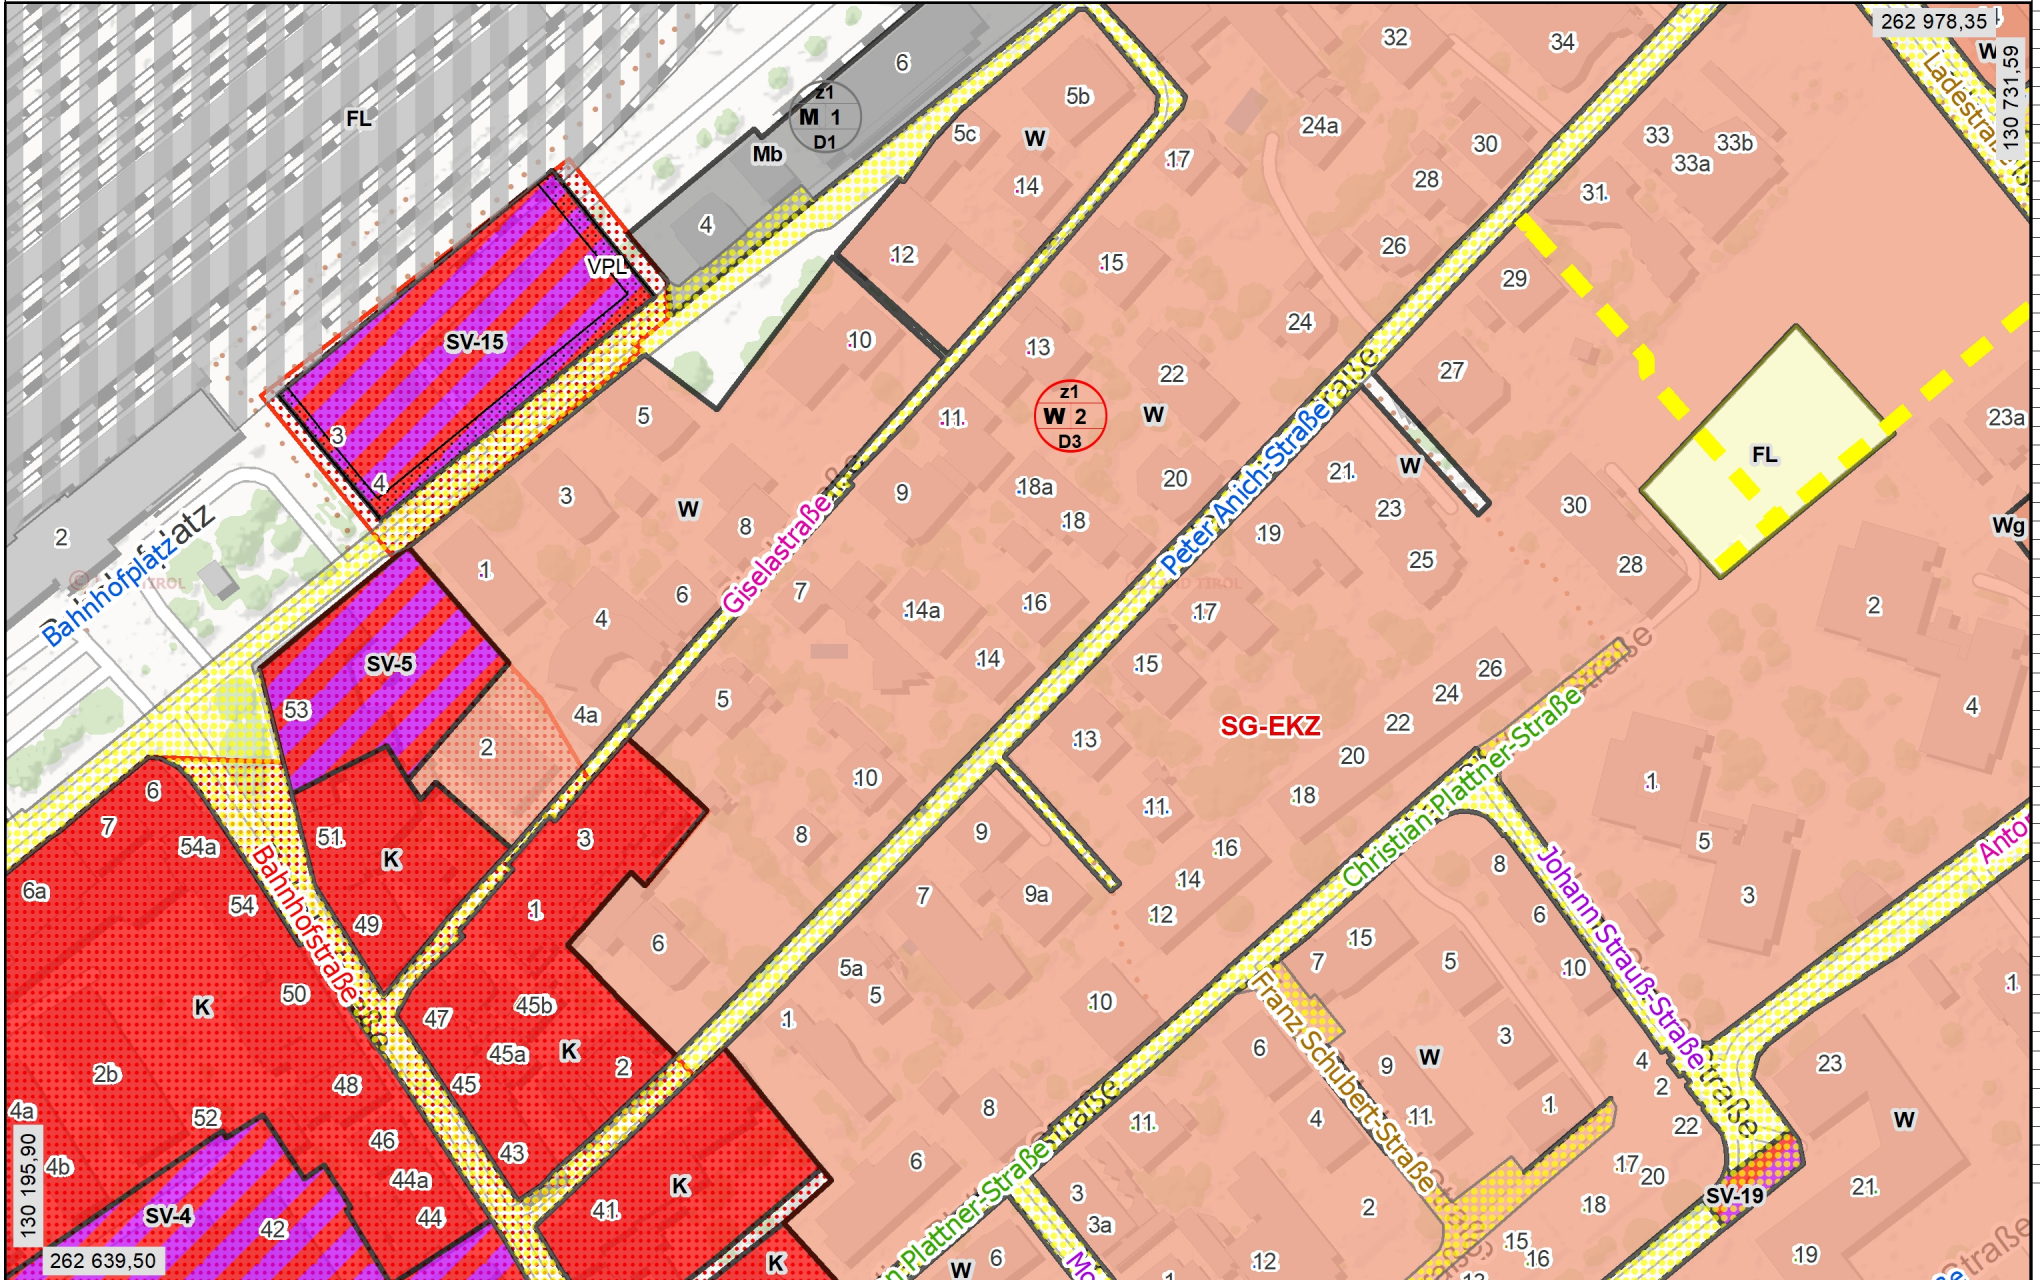 262 978,35
130 731,59
FL
6
z1
M 1
D1
Mb
4
5b
5c
W
14
12
10
17
15
13
32
34
24a
30
28
26
24
22
33
33a
33b
31
29
27
W
Ladestraß
VPL
SV-15
3
4
5
3
W
8
1
6
4
4a
11
9
7
z1
W 2
D3
W
18a
20
18
14a
16
14
21
W
23
25
19
17
15
13
Giselastraße
Peter Anich-Straße
30
28
FL
23a
Wg
2
4
2
Bahnhofplatz
SV-5
53
2
5
10
8
SG-EKZ
26
24
22
20
18
16
14
12
11
9
9a
7
Christian-Plattner-Straße
1
5
3
Anton
6
7
54a
6a
54
51
K
49
3
1
6
Bahnhofstraße
K
50
47
45b
45a
K
2
45
2b
48
4a
52
46
43
4b
44a
44
SV-4
42
41
K
K
5a
5
1
10
8
6
11
3
3a
6
W
12
n-Plattner-Straße
Mo
7
15
5
8
6
10
Johann Strauß-Straße
Franz Schubert-Straße
6
9
W
3
4
11
1
2
4
2
22
17
20
18
15
16
23
W
21
SV-19
19
1
130 195,90
262 639,50